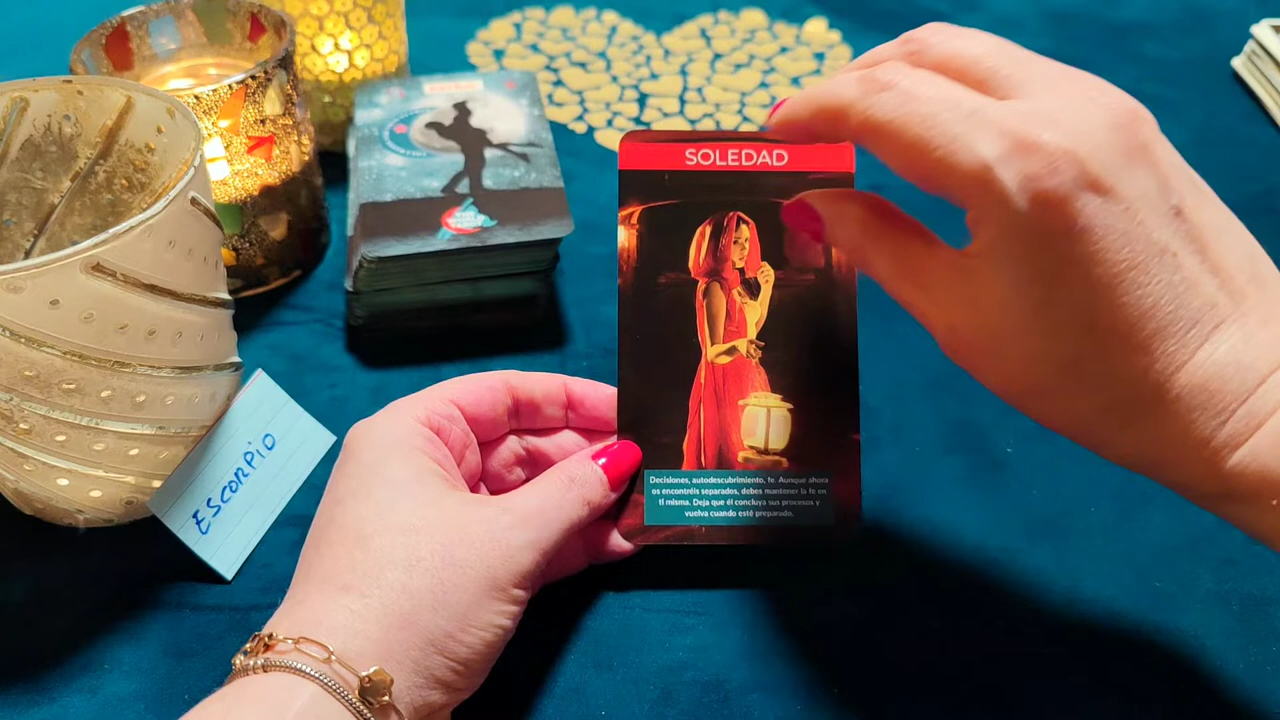 SOLEDAD
Decisiones, autodescubrimiento, fe. Aunque ahora
os encontréis separados, debes mantener la fe en
ti misma. Deja que él concluya sus procesos y
vuelva cuando esté preparado.
ESCORPiO